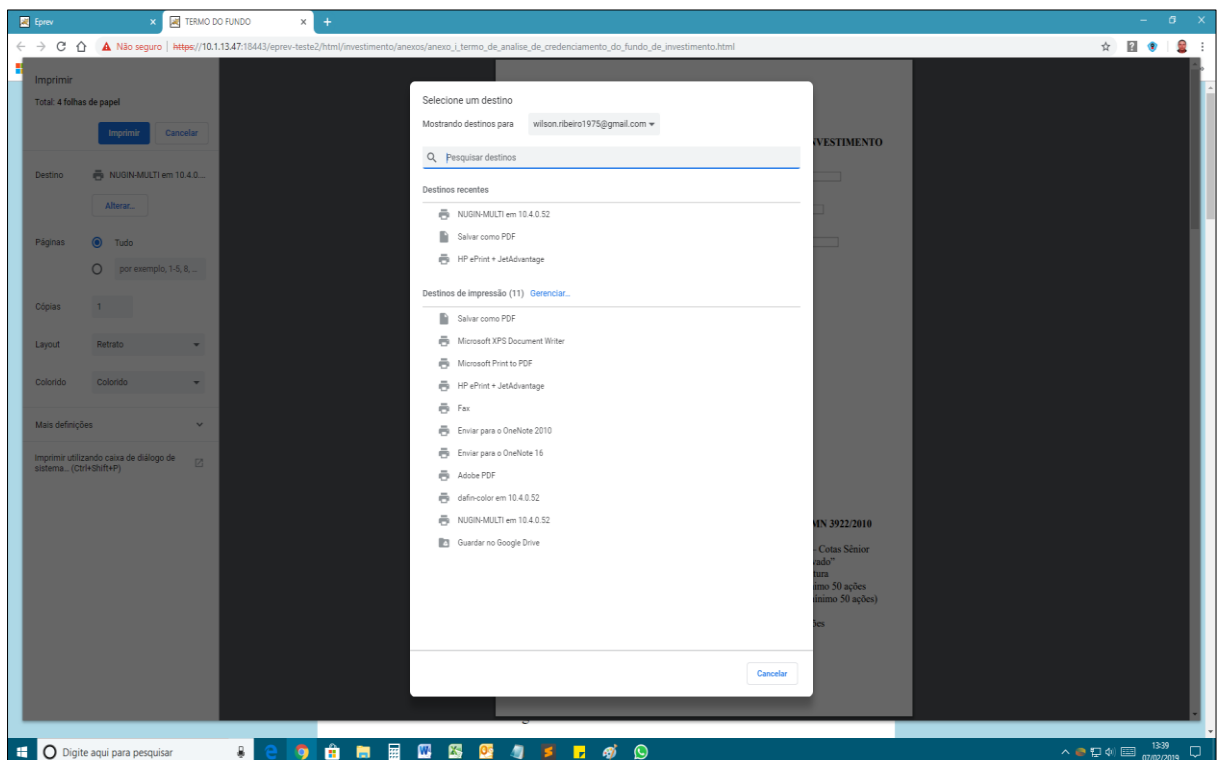 Eprev
TERMO DO FUNDO
Não seguro | https://10.1.13.47:18443/eprev-teste2/html/investimento/anexos/anexo_i_termo_de_analise_de_credenciamento_do_fundo_de_investimento.html
Imprimir
Total: 4 folhas de papel
Imprimir
Cancelar
Destino
NUGIN-MULTI em 10.4.0...
Alterar...
Páginas
Tudo
por exemplo, 1-5, 8, ...
Cópias
1
Layout
Retrato
Colorido
Colorido
Mais definições
Imprimir utilizando caixa de diálogo de
sistema... (Ctrl+Shift+P)
Selecione um destino
Mostrando destinos para wilson.ribeiro1975@gmail.com
Pesquisar destinos
Destinos recentes
NUGIN-MULTI em 10.4.0.52
Salvar como PDF
HP ePrint + JetAdvantage
Destinos de impressão (11) Gerenciar...
Salvar como PDF
Microsoft XPS Document Writer
Microsoft Print to PDF
HP ePrint + JetAdvantage
Fax
Enviar para o OneNote 2010
Enviar para o OneNote 16
Adobe PDF
dafin-color em 10.4.0.52
NUGIN-MULTI em 10.4.0.52
Guardar no Google Drive
Cancelar
VESTIMENTO
MN 3922/2010
- Cotas Sênior
vado"
tura
imo 50 ações
ínimo 50 ações)
ões
Digite aqui para pesquisar
13:39
07/02/2019